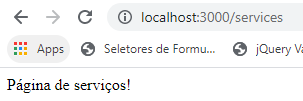 localhost:3000/services
Apps
Seletores de Formu...
jQuery Va
Página de serviços!